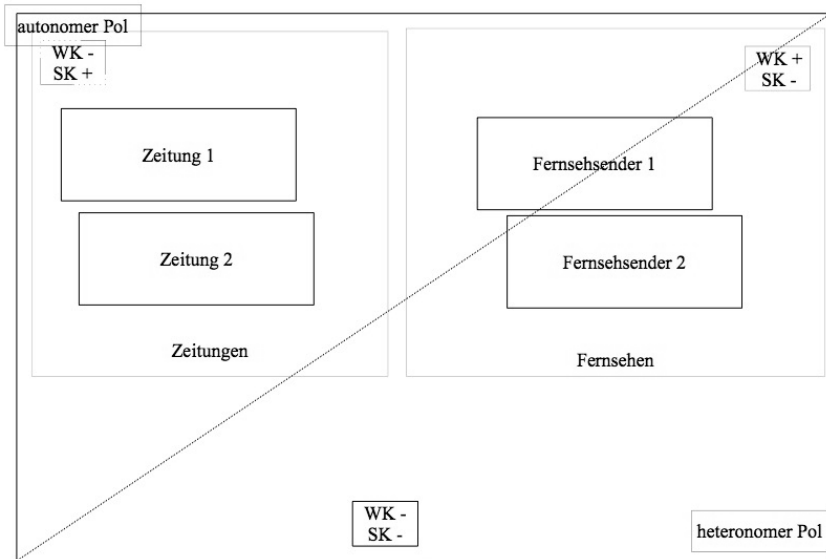 autonomer Pol
WK -
SK +
WK +
SK -
Zeitung 1
Fernsehsender 1
Zeitung 2
Fernsehsender 2
Zeitungen
Fernsehen
WK -
SK -
heteronomer Pol